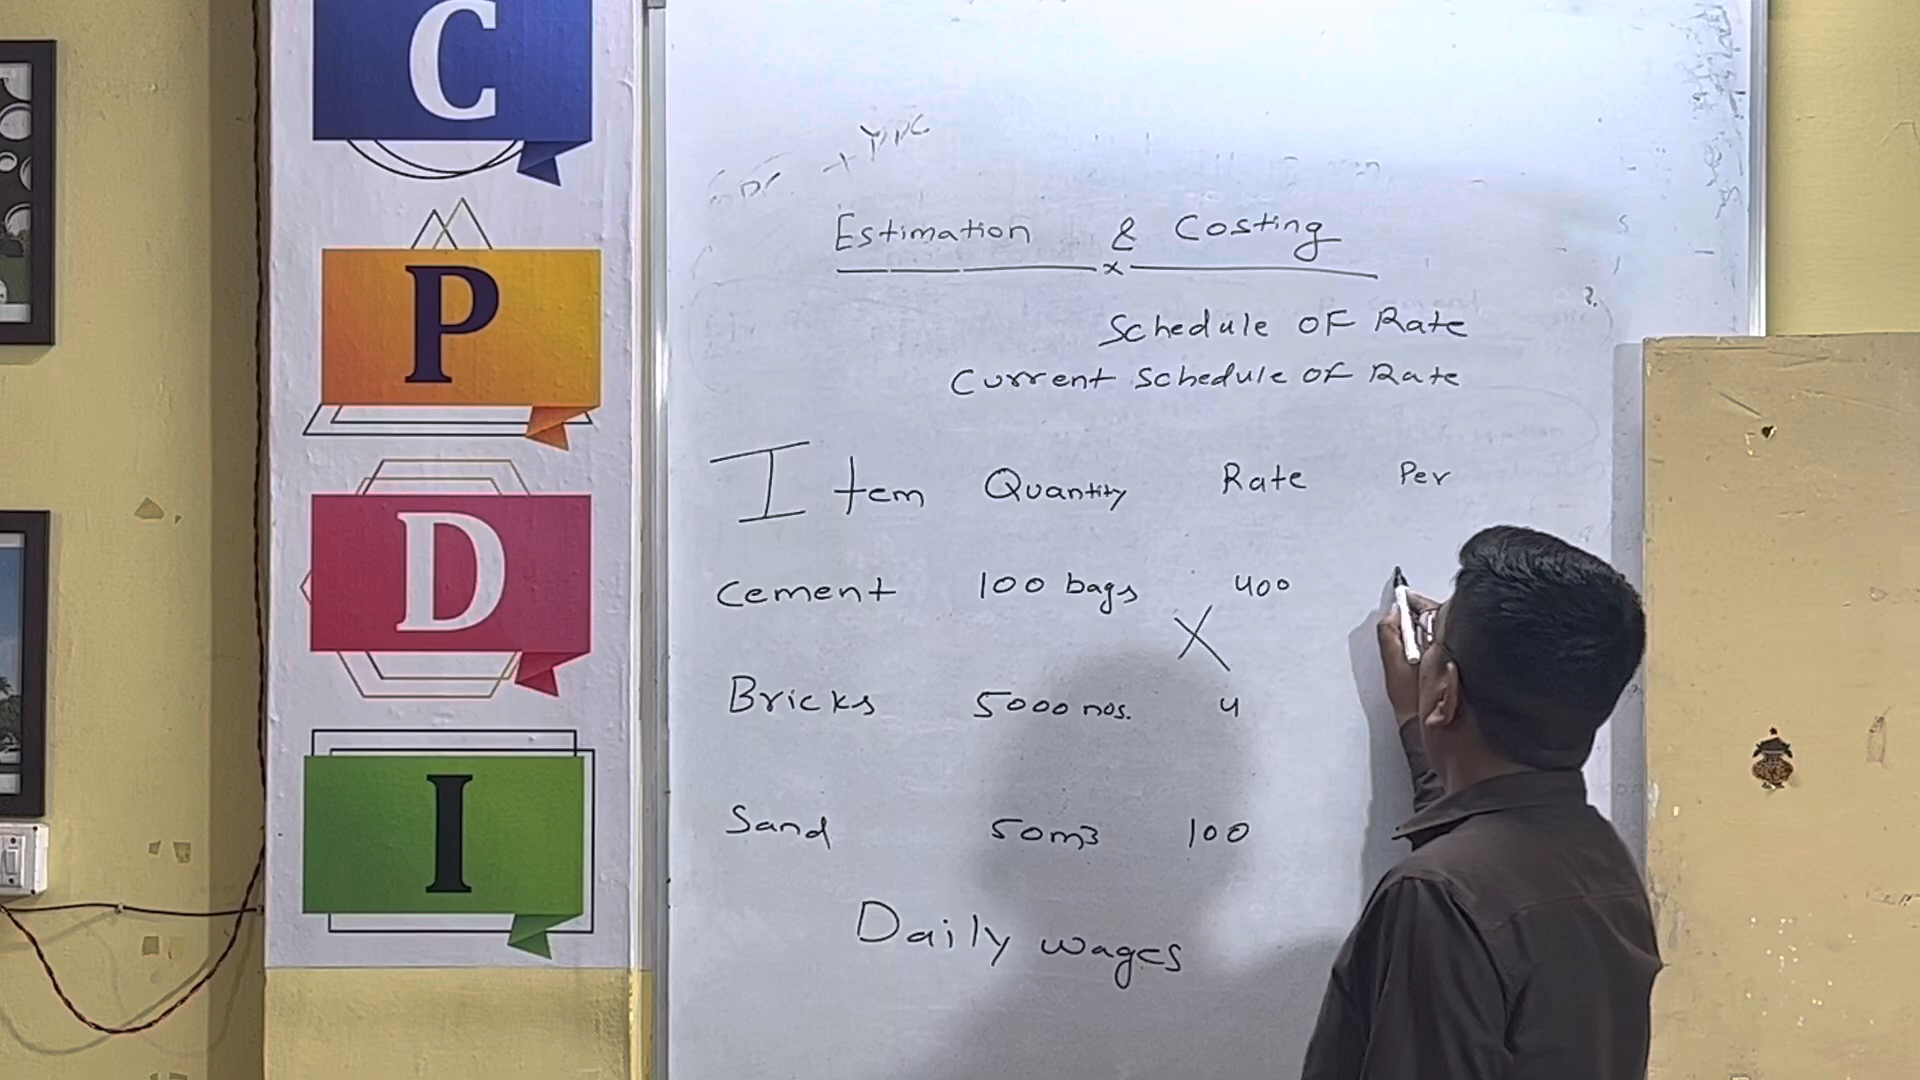 C
P
D
I
Estimation & Costing
x
Schedule OF Rate
Current Schedule OF Rate
Item Quantity Rate Per
Cement 100 bags 400
X
Bricks 5000 nos. 4
Sand 50m3 100
Daily wages